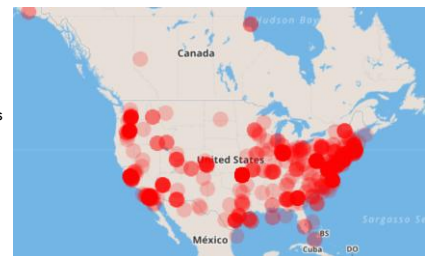 Hudson Bay
Canada
s
United States
Sargasso Se
México
BS
Cuba
DO